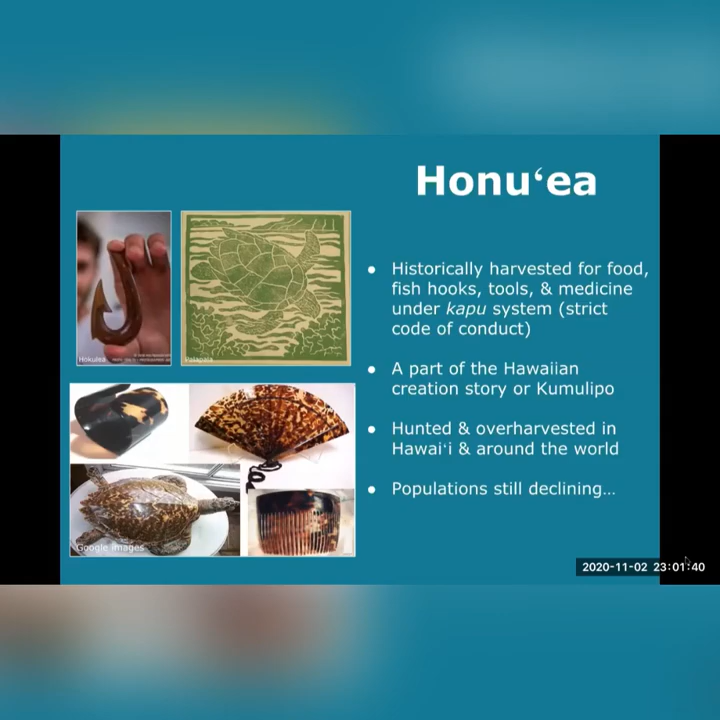 Honuʻea
● Historically harvested for food,
fish hooks, tools, & medicine
under kapu system (strict
code of conduct)
● A part of the Hawaiian
creation story or Kumulipo
● Hunted & overharvested in
Hawaiʻi & around the world
● Populations still declining…
Hokulea
Palapala
Google Images
2020-11-02 23:01:40